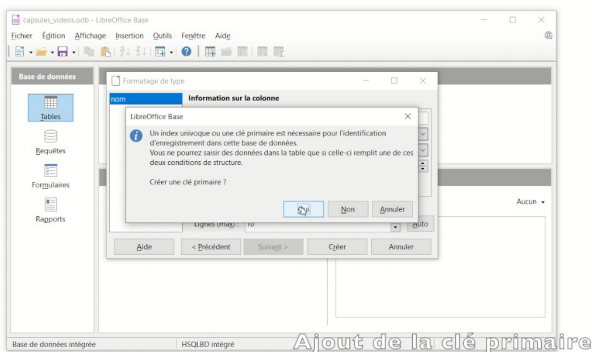 capsules_videos.odb - LibreOffice Base
Fichier Édition Affichage Insertion Outils Fenêtre Aide
Base de données
Tables
Requêtes
Formulaires
Rapports
Formatage de type
nom
Information sur la colonne
LibreOffice Base
Un index univoque ou une clé primaire est nécessaire pour l'identification
d'enregistrement dans cette base de données.
Vous ne pourrez saisir des données dans la table que si celle-ci remplit une de ces
deux conditions de structure.
Créer une clé primaire ?
Oui Non Annuler
Lignes (max) : 10 Auto
Aide < Précédent Suivant > Créer Annuler
Aucun
Base de données intégrée HSQLBD intégré
Ajout de la clé primaire